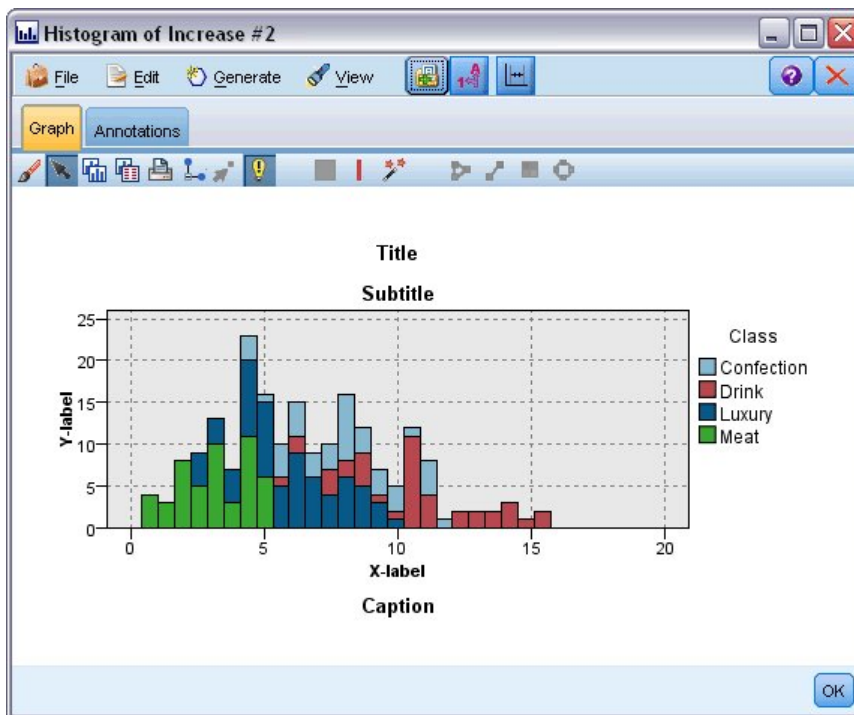 Histogram of Increase #2
File Edit Generate View
Graph Annotations
Title
Subtitle
25
20
15
10
5
0
Y-label
0 5 10 15 20
X-label
Caption
Class
Confection
Drink
Luxury
Meat
OK